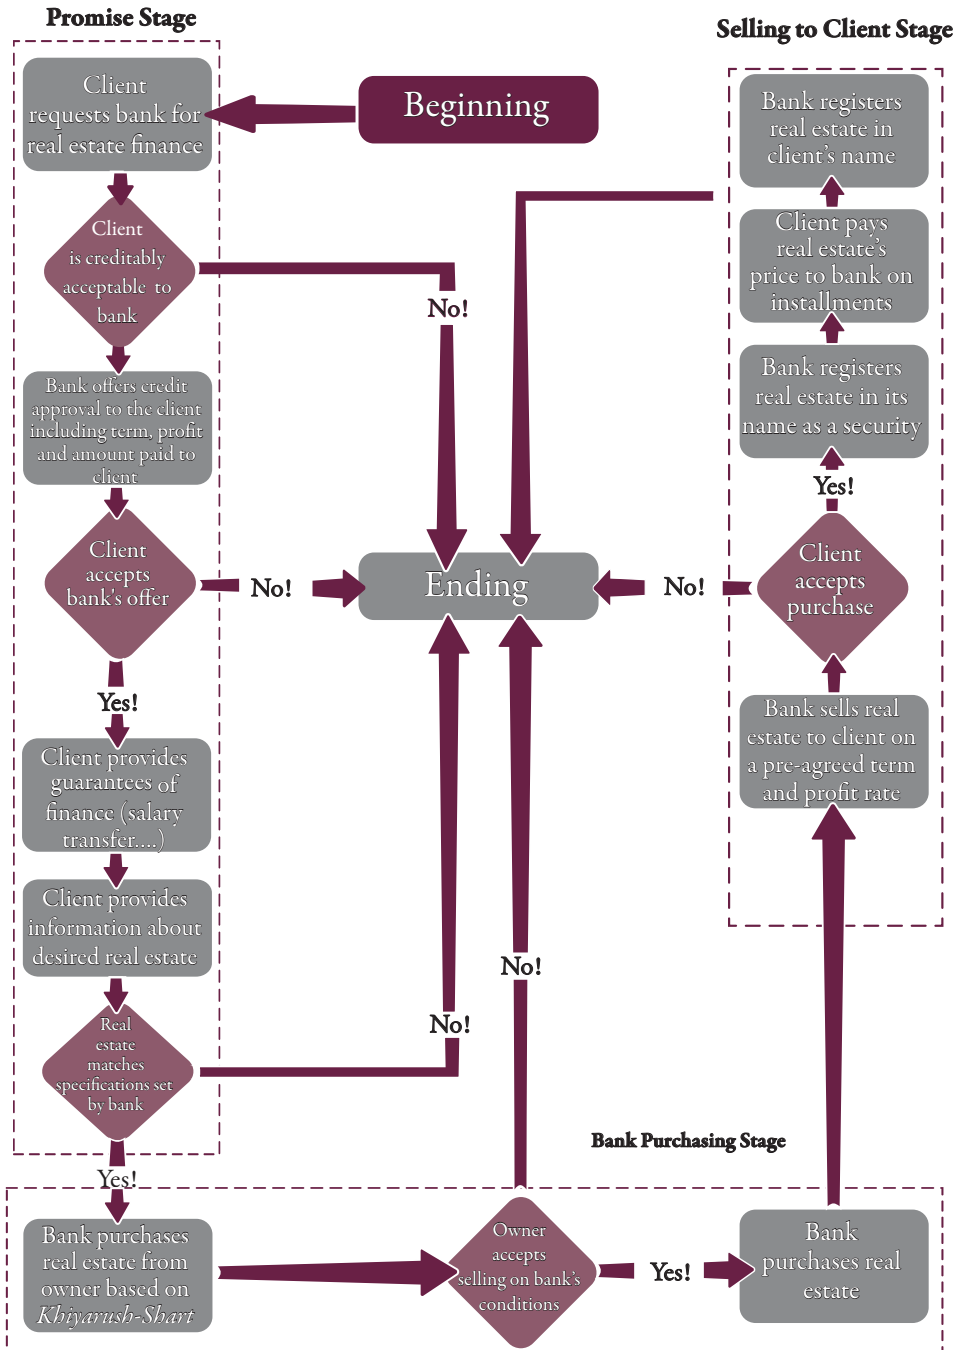 Promise Stage
Selling to Client Stage
Beginning
Client
requests bank for
real estate finance
Client
is creditably
acceptable to
bank
No!
Bank offers credit
approval to the client
including term, profit
and amount paid to
client
Client
accepts
bank's offer
No!
Ending
Yes!
Client provides
guarantees of
finance (salary
transfer....)
Client provides
information about
desired real estate
Real
estate
matches
specifications set
by bank
No!
Yes!
Bank Purchasing Stage
Bank purchases
real estate from
owner based on
Khiyarush-Shart
Owner
accepts
selling on bank's
conditions
No!
Yes!
Bank
purchases real
estate
Bank sells real
estate to client on
a pre-agreed term
and profit rate
Client
accepts
purchase
No!
Yes!
Bank registers
real estate in its
name as a security
Client pays
real estate's
price to bank on
installments
Bank registers
real estate in
client's name